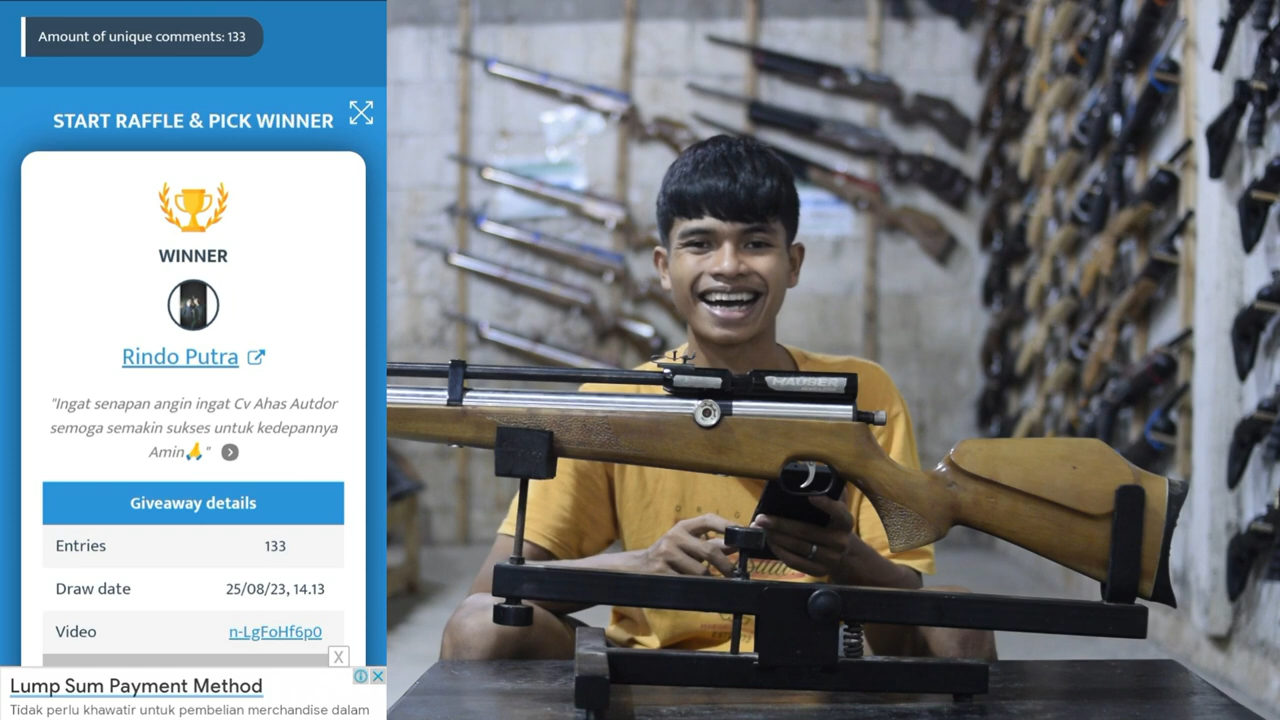 Amount of unique comments: 133
START RAFFLE & PICK WINNER
WINNER
Rindo Putra
"Ingat senapan angin ingat Cv Ahas Autdor
semoga semakin sukses untuk kedepannya
Amin🙏"
Giveaway details
Entries 133
Draw date 25/08/23, 14.13
Video n-LgFoHf6p0
X
Lump Sum Payment Method
Tidak perlu khawatir untuk pembelian merchandise dalam
HAUSER